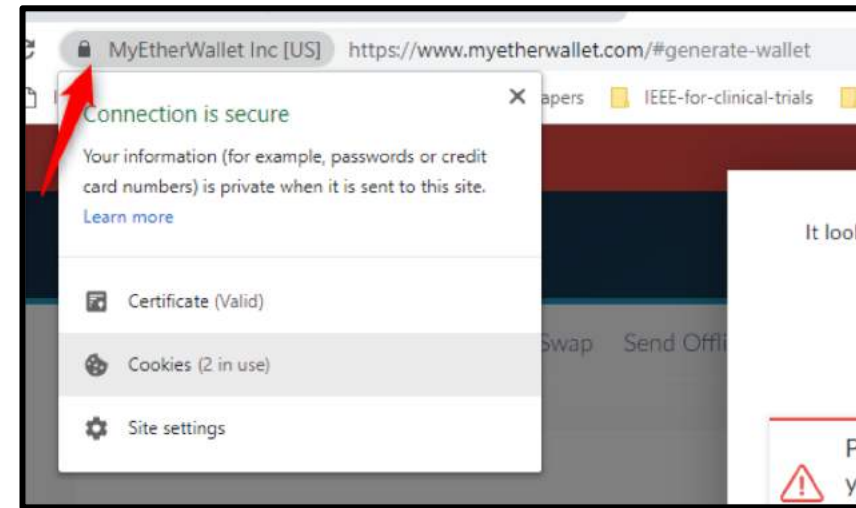 MyEtherWallet Inc [US] https://www.myetherwallet.com/#generate-wallet
apers IEEE-for-clinical-trials
Connection is secure
Your information (for example, passwords or credit
card numbers) is private when it is sent to this site.
Learn more
It lool
Certificate (Valid)
Swap Send Offli
Cookies (2 in use)
Site settings
P
y